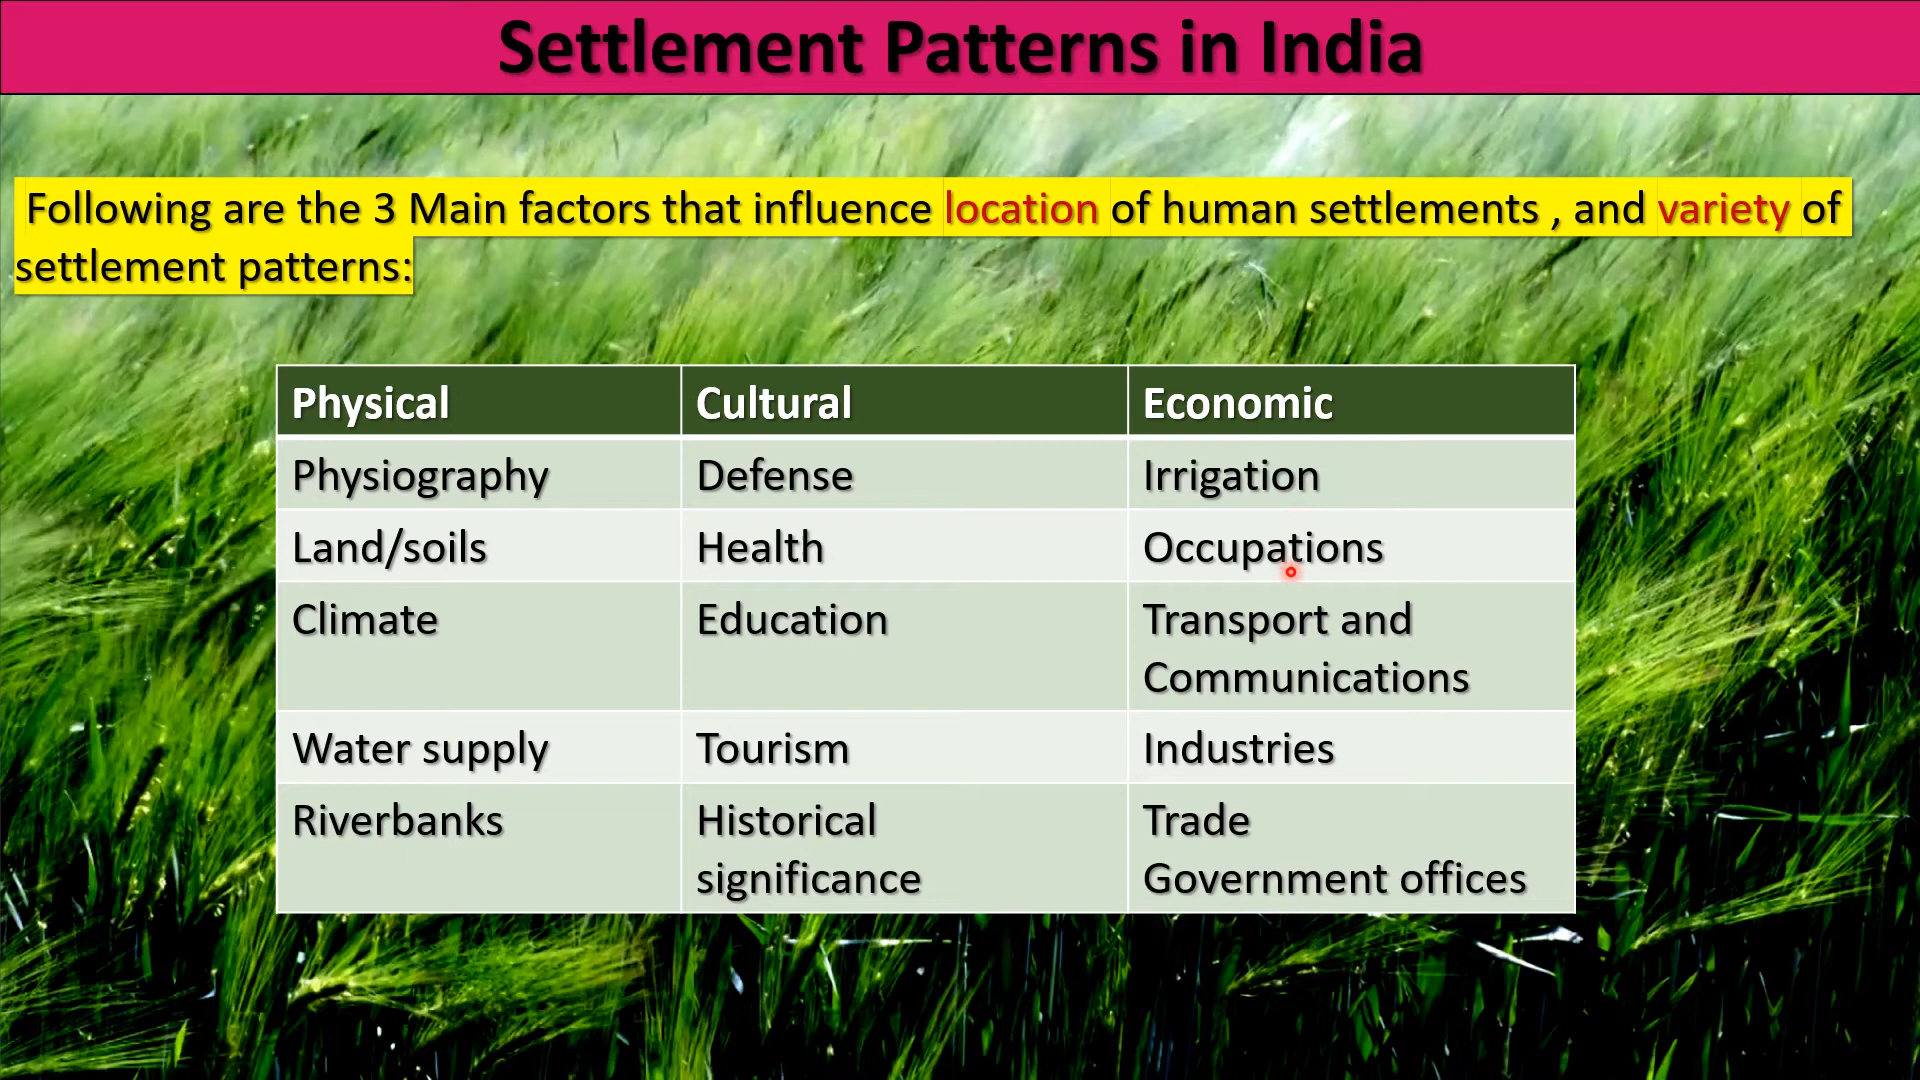 Settlement Patterns in India
Following are the 3 Main factors that influence location of human settlements , and variety of
settlement patterns:
Physical Cultural Economic
Physiography Defense Irrigation
Land/soils Health Occupations
Climate Education Transport and
Communications
Water supply Tourism Industries
Riverbanks Historical Trade
significance Government offices